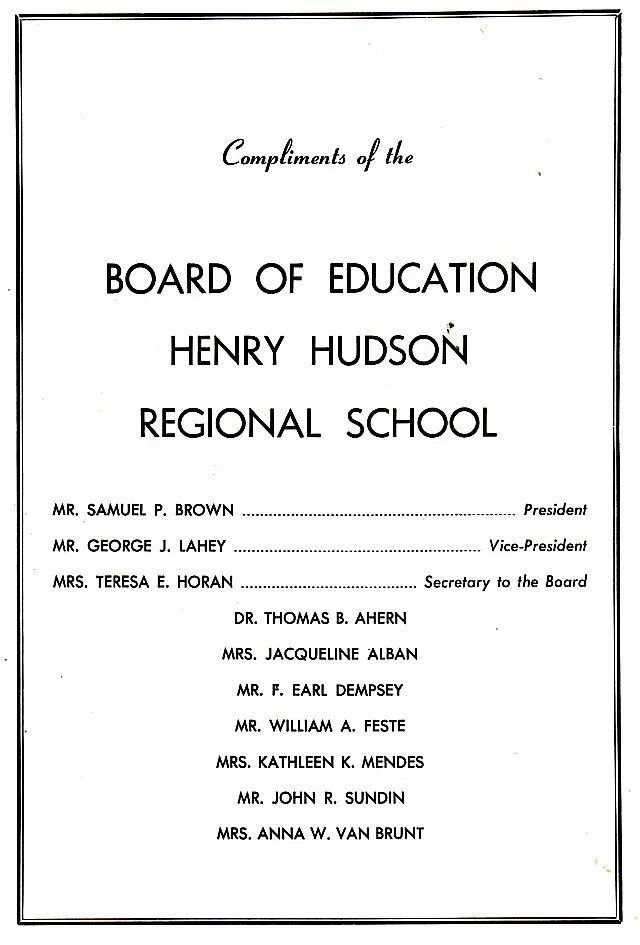 Compliments of the
BOARD OF EDUCATION
HENRY HUDSON
REGIONAL SCHOOL
MR. SAMUEL P. BROWN ............................................................. President
MR. GEORGE J. LAHEY ........................................................ Vice-President
MRS. TERESA E. HORAN ........................................ Secretary to the Board
DR. THOMAS B. AHERN
MRS. JACQUELINE ALBAN
MR. F. EARL DEMPSEY
MR. WILLIAM A. FESTE
MRS. KATHLEEN K. MENDES
MR. JOHN R. SUNDIN
MRS. ANNA W. VAN BRUNT